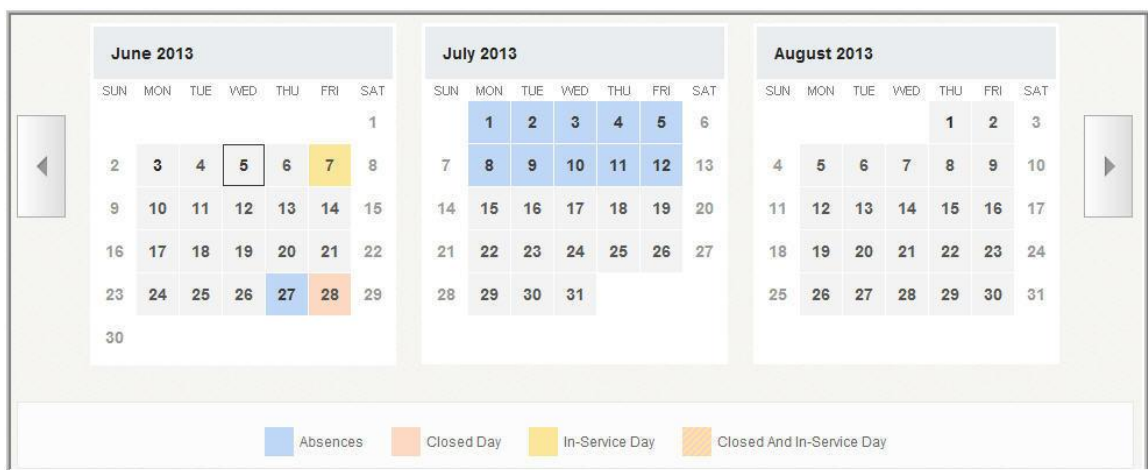 June 2013
SUN MON TUE WED THU FRI SAT
1
2 3 4 5 6 7 8
9 10 11 12 13 14 15
16 17 18 19 20 21 22
23 24 25 26 27 28 29
30
July 2013
SUN MON TUE WED THU FRI SAT
1 2 3 4 5 6
7 8 9 10 11 12 13
14 15 16 17 18 19 20
21 22 23 24 25 26 27
28 29 30 31
August 2013
SUN MON TUE WED THU FRI SAT
1 2 3
4 5 6 7 8 9 10
11 12 13 14 15 16 17
18 19 20 21 22 23 24
25 26 27 28 29 30 31
Absences Closed Day In-Service Day Closed And In-Service Day